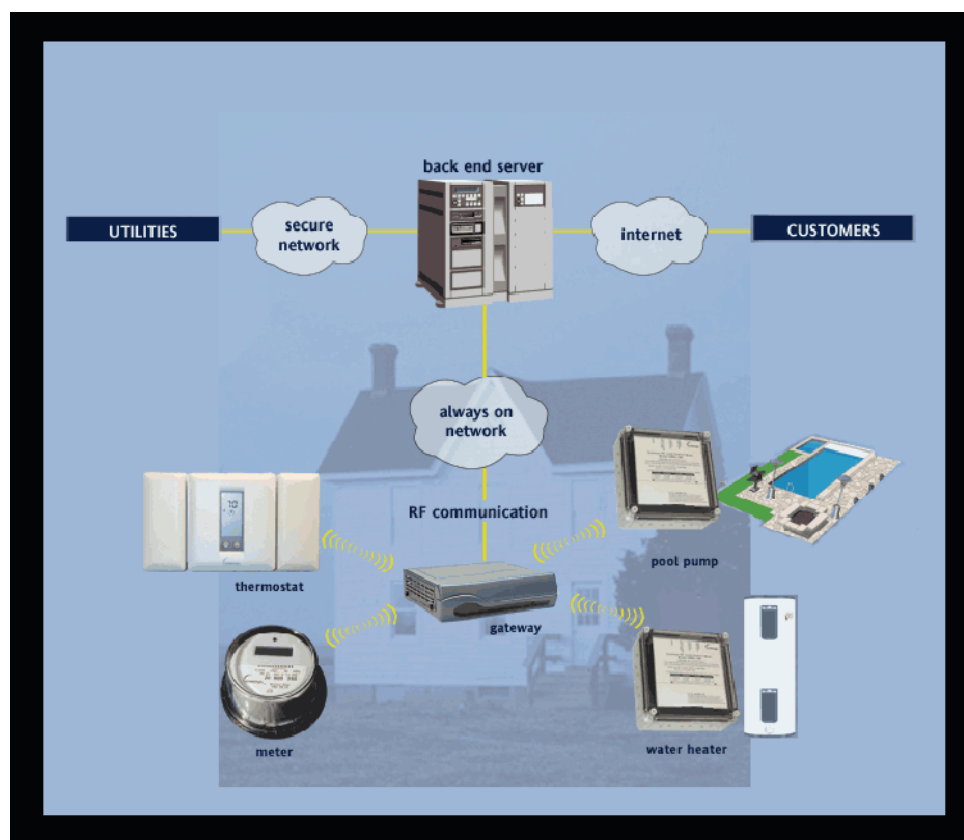 back end server
UTILITIES
secure
network
internet
CUSTOMERS
always on
network
RF communication
70
thermostat
pool pump
gateway
meter
water heater